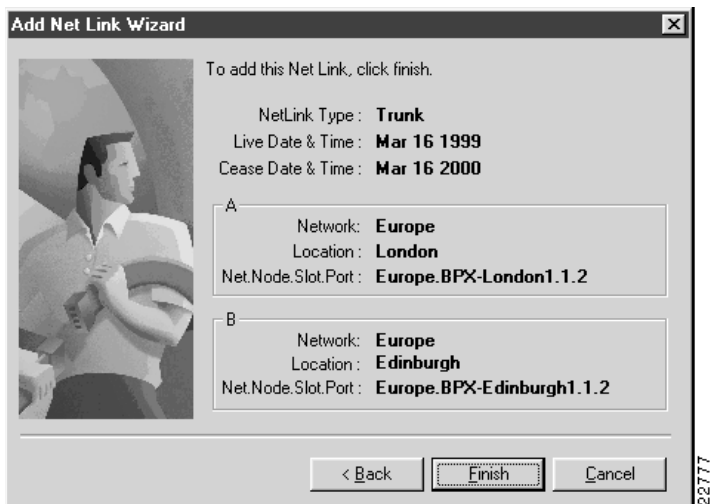 Add Net Link Wizard
To add this Net Link, click finish.
NetLink Type : Trunk
Live Date & Time : Mar 16 1999
Cease Date & Time : Mar 16 2000
A
Network: Europe
Location : London
Net.Node.Slot.Port : Europe.BPX-London1.1.2
B
Network: Europe
Location : Edinburgh
Net.Node.Slot.Port : Europe.BPX-Edinburgh1.1.2
< Back
Finish
Cancel
22777